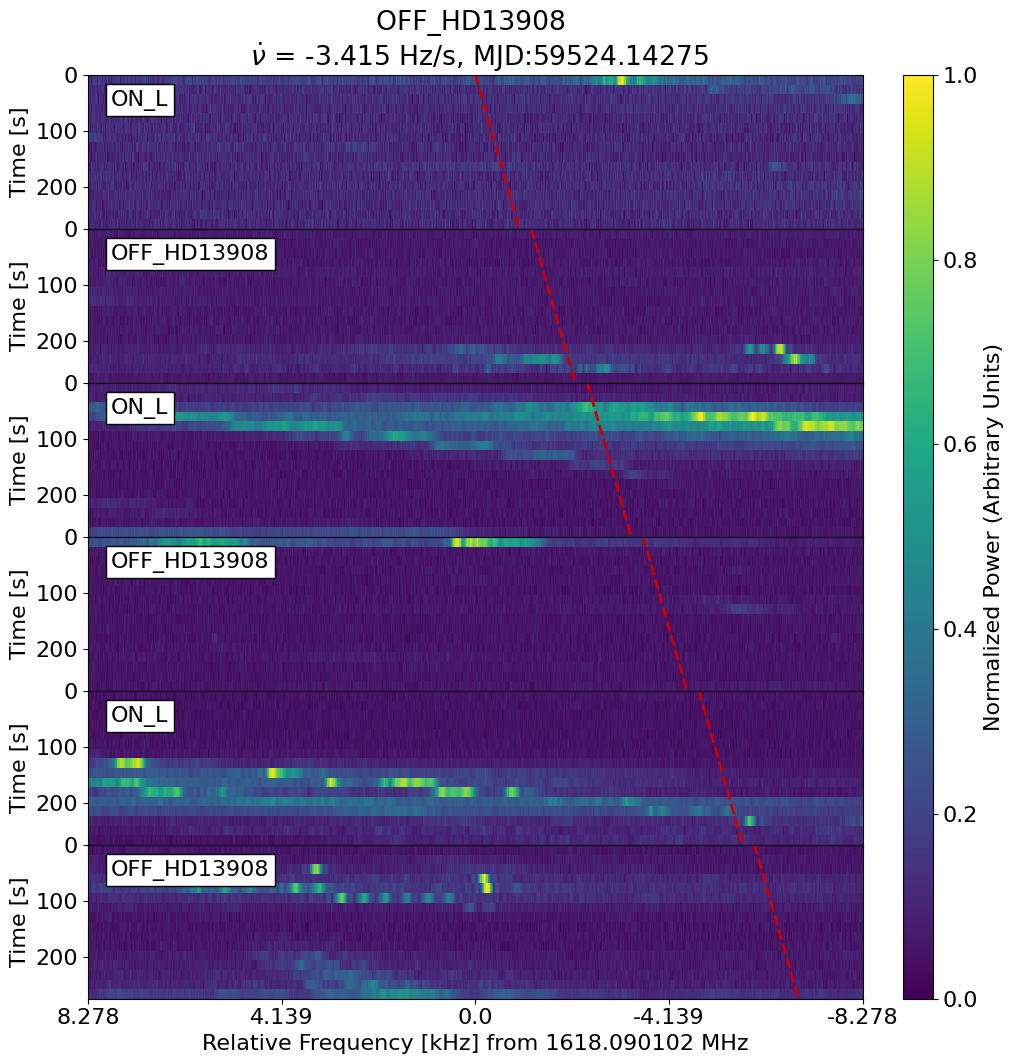 OFF_HD13908
ν̇ = -3.415 Hz/s, MJD:59524.14275
0
ON_L
100
200
Time [s]
0
OFF_HD13908
100
200
Time [s]
0
ON_L
100
200
Time [s]
0
OFF_HD13908
100
200
Time [s]
0
ON_L
100
200
Time [s]
0
OFF_HD13908
100
200
Time [s]
8.278 4.139 0.0 -4.139 -8.278
Relative Frequency [kHz] from 1618.090102 MHz
1.0
0.8
0.6
0.4
0.2
0.0
Normalized Power (Arbitrary Units)